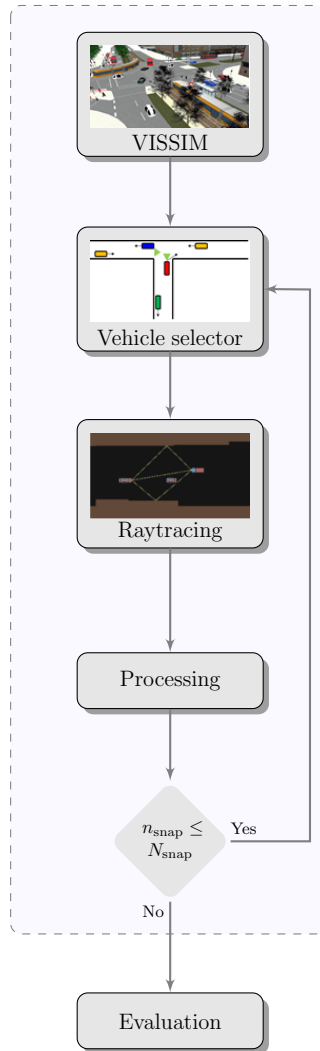 VISSIM
Vehicle selector
Raytracing
Processing
n_snap ≤
N_snap
Yes
No
Evaluation